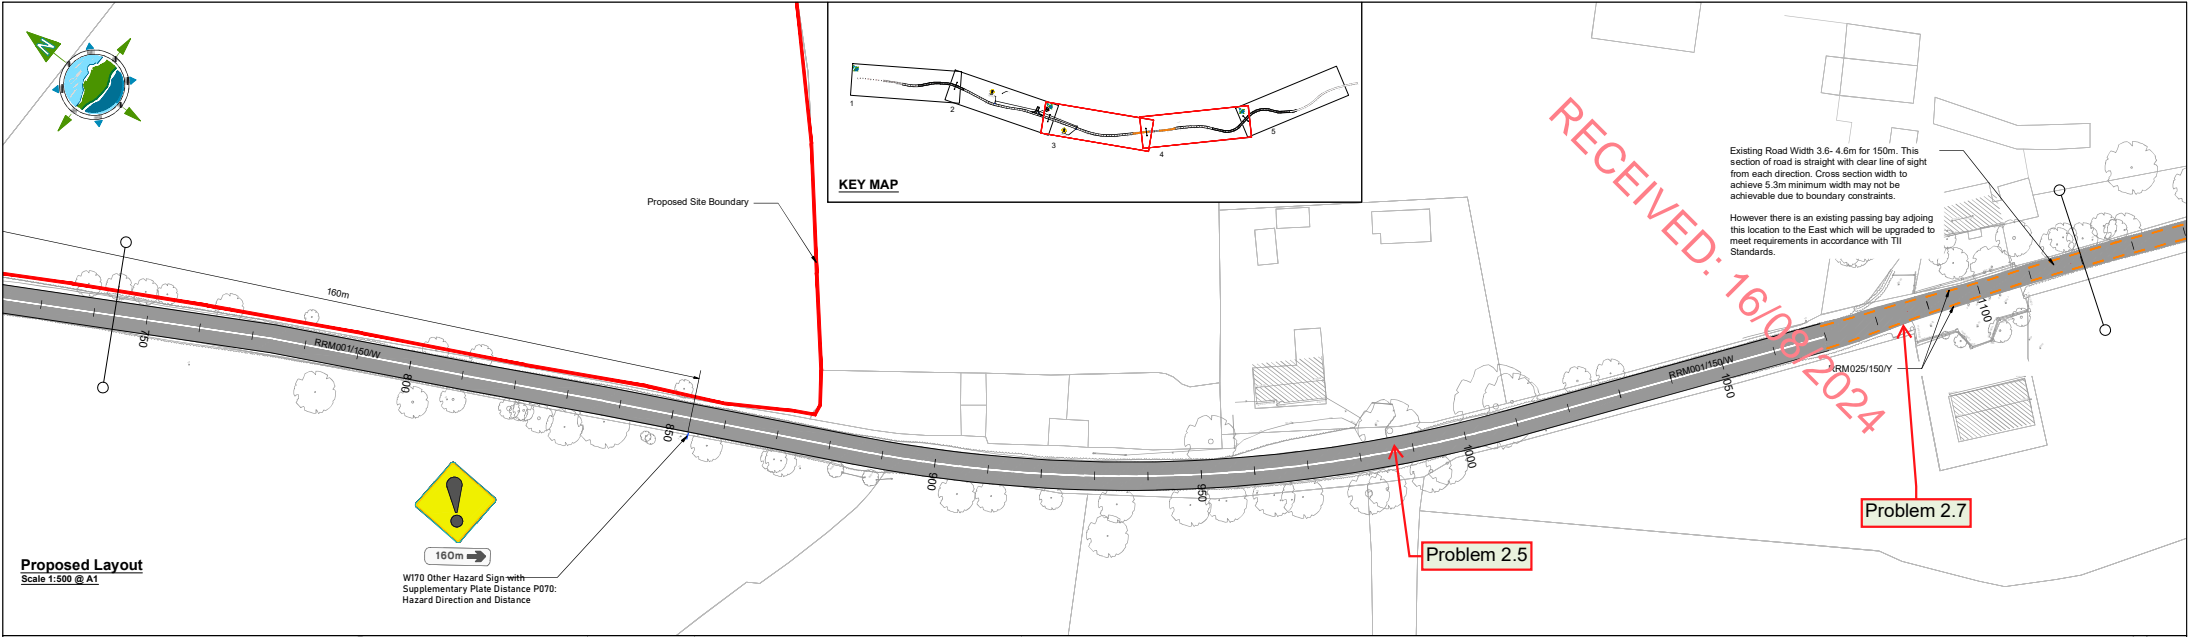 N
KEY MAP
1
2
3
4
5
Proposed Site Boundary
Existing Road Width 3.6- 4.6m for 150m. This
section of road is straight with clear line of sight
from each direction. Cross section width to
achieve 5.3m minimum width may not be
achievable due to boundary constraints.
However there is an existing passing bay adjoing
this location to the East which will be upgraded to
meet requirements in accordance with TII
Standards.
RECEIVED: 16/08/2024
160m
RRM001/150/W
750
800
850
900
950
1000
1050
1100
RRM001/150/W
RRM025/150/Y
Problem 2.7
Problem 2.5
160m
W170 Other Hazard Sign with
Supplementary Plate Distance P070:
Hazard Direction and Distance
Proposed Layout
Scale 1:500 @ A1